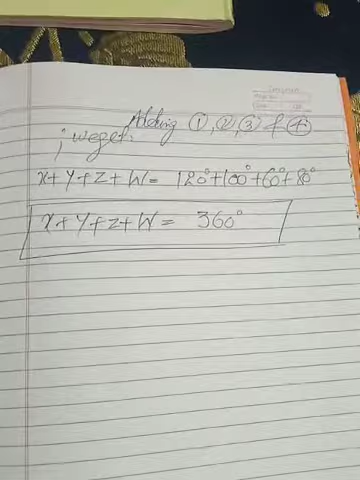 Adding ①, ②, ③ & ④
; we get.
x + y + z + w = 120° + 100° + 60° + 80°
x + y + z + w = 360°